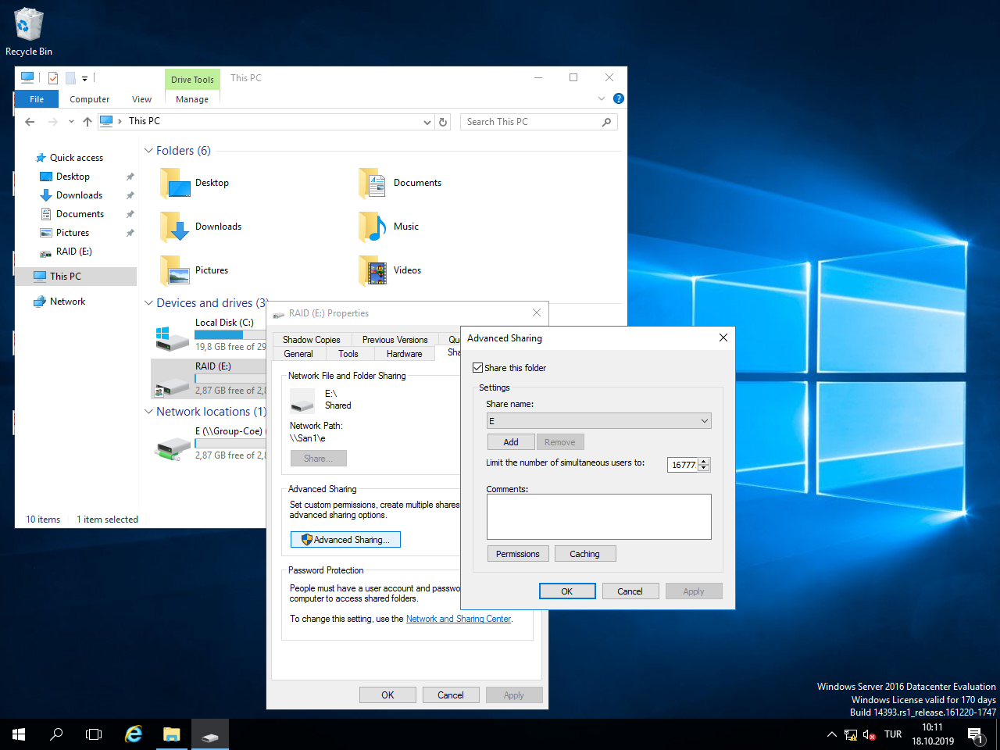 Recycle Bin
Drive Tools
This PC
File
Computer
View
Manage
This PC
Search This PC
Quick access
Desktop
Downloads
Documents
Pictures
RAID (E:)
This PC
Network
Folders (6)
Desktop
Documents
Downloads
Music
Pictures
Videos
Devices and drives (3)
Local Disk (C:)
19,8 GB free of 29
RAID (E:)
2,87 GB free of 2,8
Network locations (1)
E (\\Group-Coe) (
2,87 GB free of 2,8
10 items
1 item selected
RAID (E:) Properties
Shadow Copies
Previous Versions
Qu
General
Tools
Hardware
Sha
Network File and Folder Sharing
E:\
Shared
Network Path:
\\San1\e
Share...
Advanced Sharing
Set custom permissions, create multiple shares
advanced sharing options.
Advanced Sharing...
Password Protection
People must have a user account and passwo
computer to access shared folders.
To change this setting, use the Network and Sharing Center.
OK
Cancel
Apply
Advanced Sharing
Share this folder
Settings
Share name:
E
Add
Remove
Limit the number of simultaneous users to:
16777
Comments:
Permissions
Caching
OK
Cancel
Apply
Windows Server 2016 Datacenter Evaluation
Windows License valid for 170 days
Build 14393.rs1_release.161220-1747
TUR
10:11
18.10.2019
1